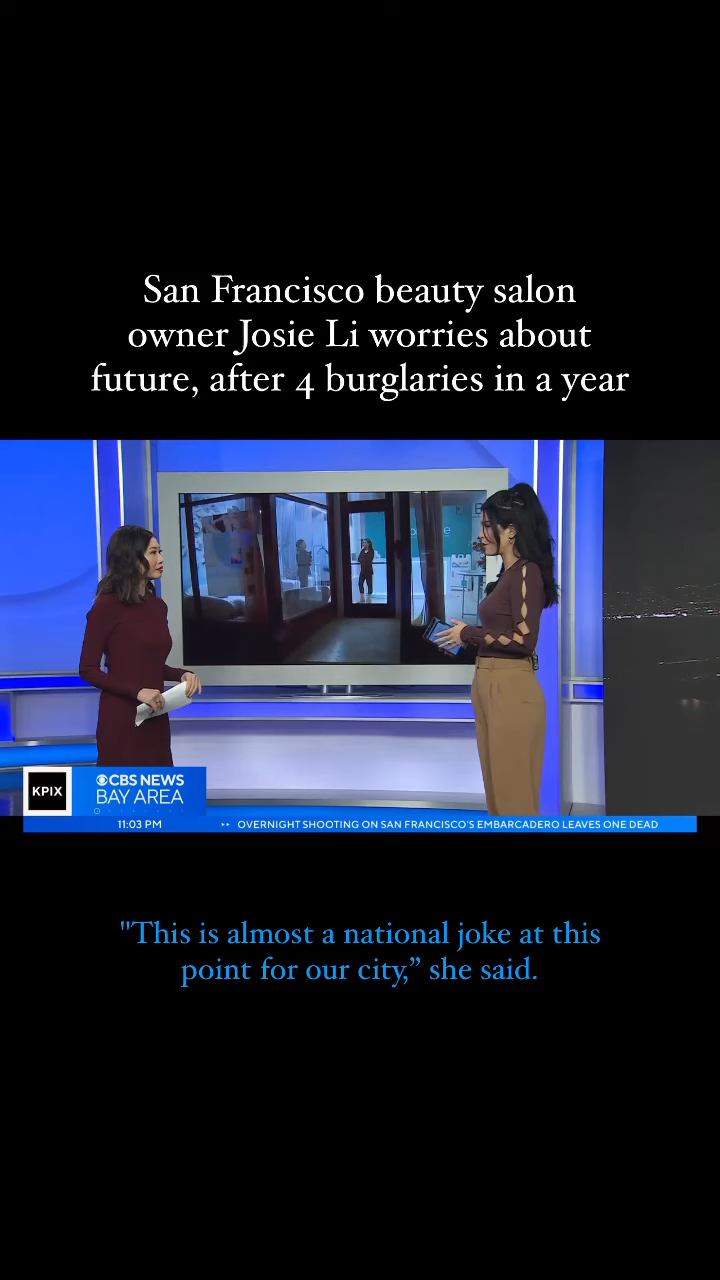 San Francisco beauty salon
owner Josie Li worries about
future, after 4 burglaries in a year
KPIX
CBS NEWS
BAY AREA
11:03 PM
OVERNIGHT SHOOTING ON SAN FRANCISCO'S EMBARCADERO LEAVES ONE DEAD
"This is almost a national joke at this
point for our city,” she said.